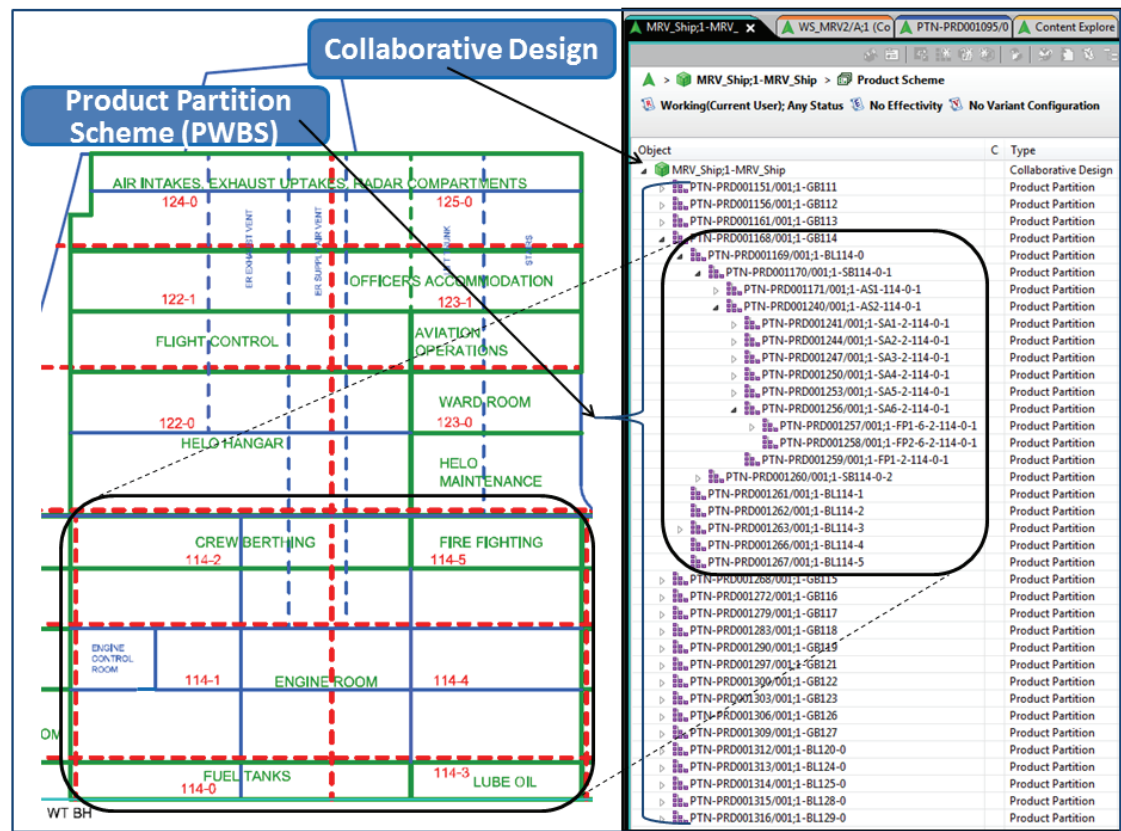 Collaborative Design
Product Partition
Scheme (PWBS)
AIR INTAKES, EXHAUST UPTAKES, RADAR COMPARTMENTS
124-0
125-0
ER EXHAUST VENT
ER SUPPLY AIR VENT
STAIRS
OFFICERS ACCOMMODATION
122-1
123-1
FLIGHT CONTROL
AVIATION
OPERATIONS
WARD ROOM
122-0
123-0
HELO HANGAR
HELO
MAINTENANCE
CREW BERTHING
FIRE FIGHTING
114-2
114-5
ENGINE
CONTROL
ROOM
114-1
ENGINE ROOM
114-4
OM
FUEL TANKS
114-3
LUBE OIL
114-0
WT BH
MRV_Ship;1-MRV_
WS_MRV2/A;1 (Co
PTN-PRD001095/0
Content Explore
MRV_Ship;1-MRV_Ship > Product Scheme
Working(Current User); Any Status No Effectivity No Variant Configuration
Object C Type
MRV_Ship;1-MRV_Ship Collaborative Design
PTN-PRD001151/001;1-GB111 Product Partition
PTN-PRD001156/001;1-GB112 Product Partition
PTN-PRD001161/001;1-GB113 Product Partition
PTN-PRD001168/001;1-GB114 Product Partition
PTN-PRD001169/001;1-BL114-0 Product Partition
PTN-PRD001170/001;1-SB114-0-1 Product Partition
PTN-PRD001171/001;1-AS1-114-0-1 Product Partition
PTN-PRD001240/001;1-AS2-114-0-1 Product Partition
PTN-PRD001241/001;1-SA1-2-114-0-1 Product Partition
PTN-PRD001244/001;1-SA2-2-114-0-1 Product Partition
PTN-PRD001247/001;1-SA3-2-114-0-1 Product Partition
PTN-PRD001250/001;1-SA4-2-114-0-1 Product Partition
PTN-PRD001253/001;1-SA5-2-114-0-1 Product Partition
PTN-PRD001256/001;1-SA6-2-114-0-1 Product Partition
PTN-PRD001257/001;1-FP1-6-2-114-0-1 Product Partition
PTN-PRD001258/001;1-FP2-6-2-114-0-1 Product Partition
PTN-PRD001259/001;1-FP1-2-114-0-1 Product Partition
PTN-PRD001260/001;1-SB114-0-2 Product Partition
PTN-PRD001261/001;1-BL114-1 Product Partition
PTN-PRD001262/001;1-BL114-2 Product Partition
PTN-PRD001263/001;1-BL114-3 Product Partition
PTN-PRD001266/001;1-BL114-4 Product Partition
PTN-PRD001267/001;1-BL114-5 Product Partition
PTN-PRD001268/001;1-GB115 Product Partition
PTN-PRD001272/001;1-GB116 Product Partition
PTN-PRD001279/001;1-GB117 Product Partition
PTN-PRD001283/001;1-GB118 Product Partition
PTN-PRD001290/001;1-GB119 Product Partition
PTN-PRD001297/001;1-GB121 Product Partition
PTN-PRD001300/001;1-GB122 Product Partition
PTN-PRD001303/001;1-GB123 Product Partition
PTN-PRD001306/001;1-GB126 Product Partition
PTN-PRD001309/001;1-GB127 Product Partition
PTN-PRD001312/001;1-BL120-0 Product Partition
PTN-PRD001313/001;1-BL124-0 Product Partition
PTN-PRD001314/001;1-BL125-0 Product Partition
PTN-PRD001315/001;1-BL128-0 Product Partition
PTN-PRD001316/001;1-BL129-0 Product Partition